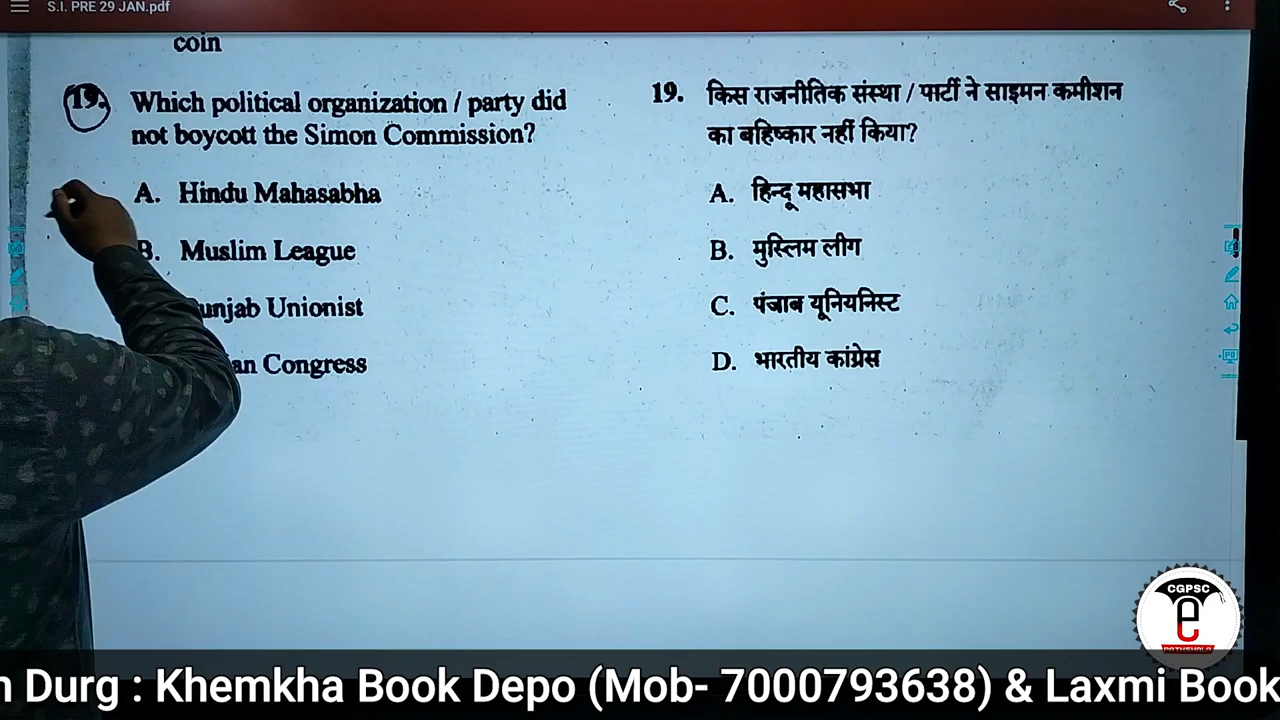 S.I. PRE 29 JAN.pdf
coin
19. Which political organization / party did
not boycott the Simon Commission?
A. Hindu Mahasabha
B. Muslim League
unjab Unionist
an Congress
19. किस राजनीतिक संस्था / पार्टी ने साइमन कमीशन
का बहिष्कार नहीं किया?
A. हिन्दू महासभा
B. मुस्लिम लीग
C. पंजाब यूनियनिस्ट
D. भारतीय कांग्रेस
CGPSC
e
n Durg : Khemkha Book Depo (Mob- 7000793638) & Laxmi Book